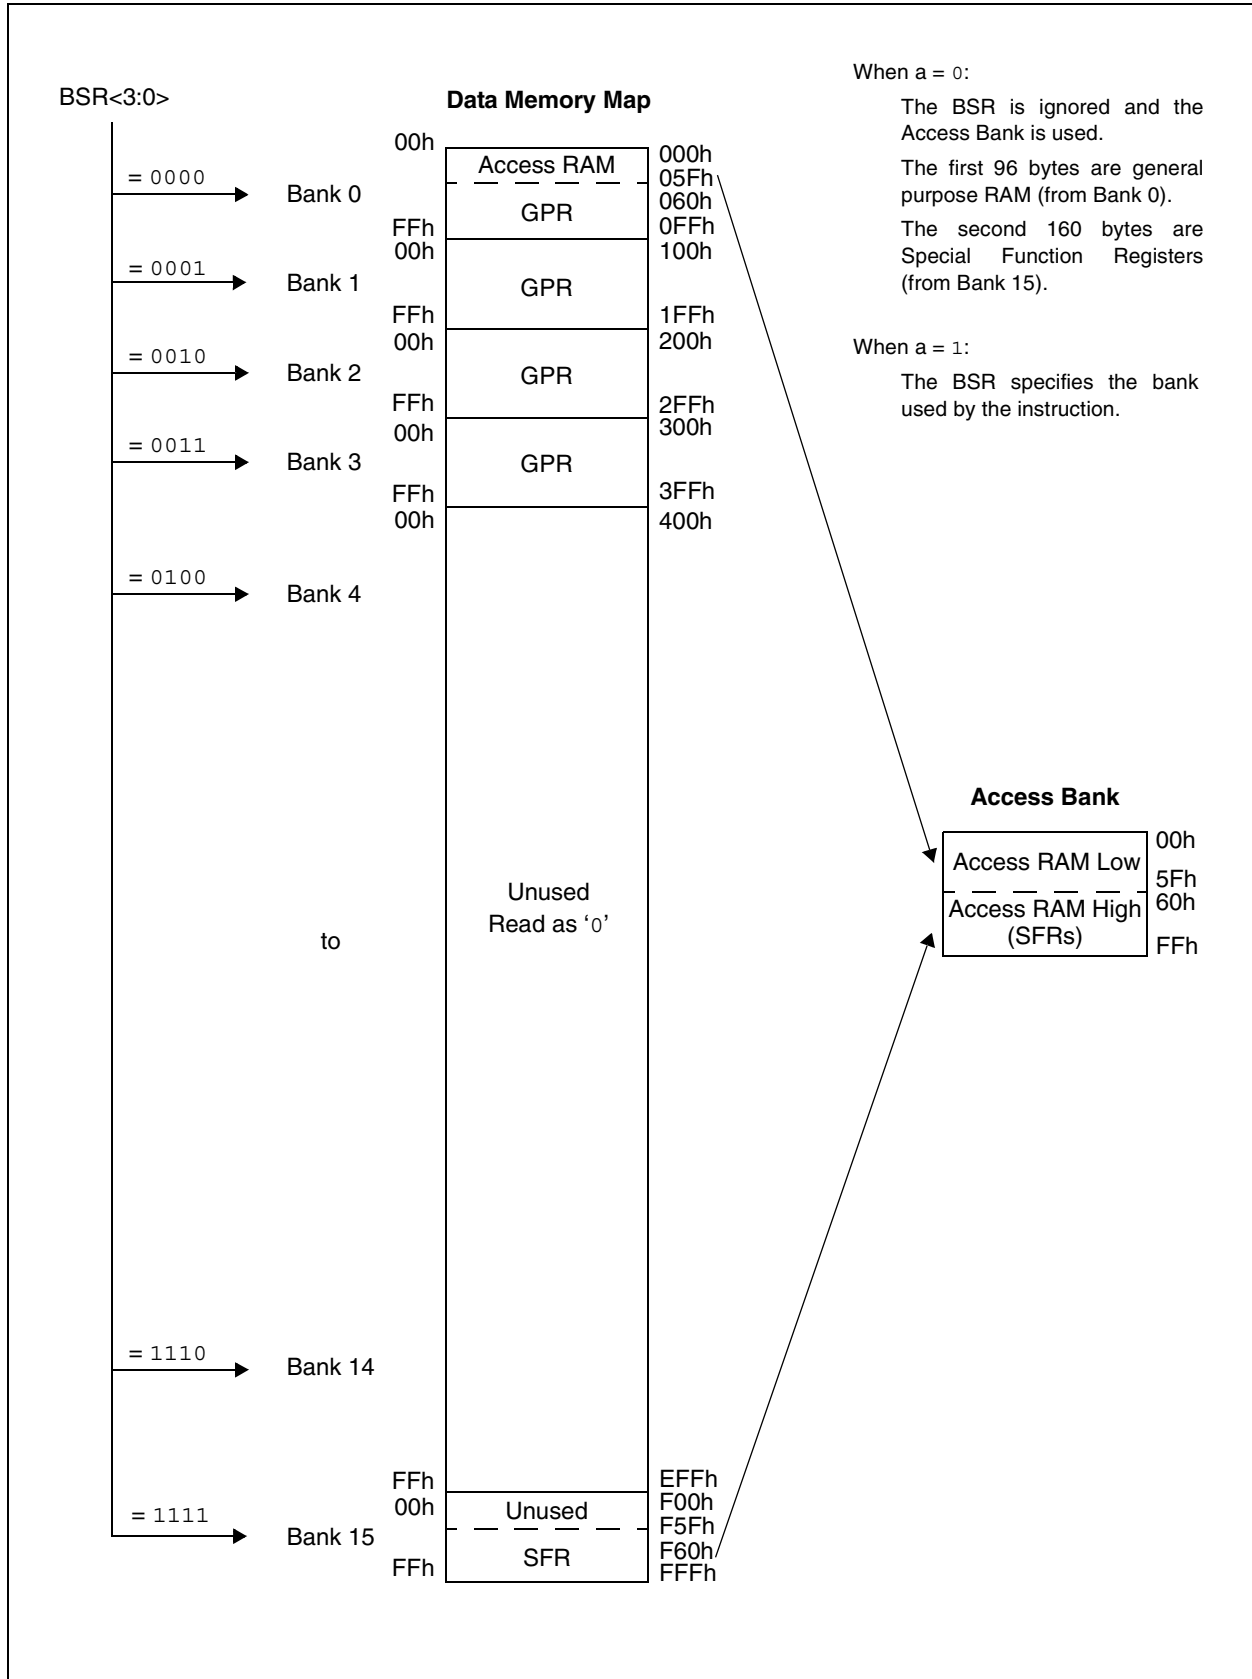 BSR<3:0>
Data Memory Map
When a = 0:
The BSR is ignored and the
Access Bank is used.
The first 96 bytes are general
purpose RAM (from Bank 0).
The second 160 bytes are
Special Function Registers
(from Bank 15).
When a = 1:
The BSR specifies the bank
used by the instruction.
= 0000
Bank 0
00h
FFh
Access RAM
GPR
000h
05Fh
060h
0FFh
= 0001
Bank 1
00h
FFh
GPR
100h
1FFh
= 0010
Bank 2
00h
FFh
GPR
200h
2FFh
= 0011
Bank 3
00h
FFh
GPR
300h
3FFh
= 0100
Bank 4
00h
400h
to
Unused
Read as ‘0’
= 1110
Bank 14
FFh
EFFh
= 1111
Bank 15
00h
FFh
Unused
SFR
F00h
F5Fh
F60h
FFFh
Access Bank
Access RAM Low
00h
5Fh
Access RAM High
(SFRs)
60h
FFh